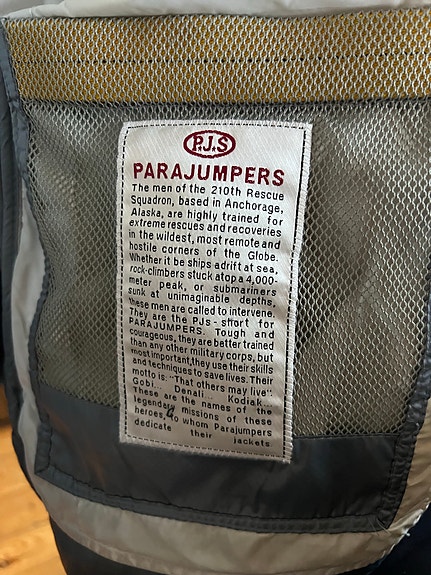 P.J.S
PARAJUMPERS
The men of the 210th Rescue
Squadron, based in Anchorage,
Alaska, are highly trained for
extreme rescues and recoveries
in the wildest, most remote and
hostile corners of the Globe.
Whether it be ships adrift at sea,
rock-climbers stuck atop a 4,000-
meter peak, or submariners
sunk at unimaginable depths,
these men are called to intervene.
They are the PJs - short for
PARAJUMPERS. Tough and
courageous, they are better trained
than any other military corps, but
most important, they use their skills
and techniques to save lives. Their
motto is: "That others may live".
Gobi... Denali... Kodiak...
These are the names of the
legendary missions of these
heroes, to whom Parajumpers
dedicate their jackets